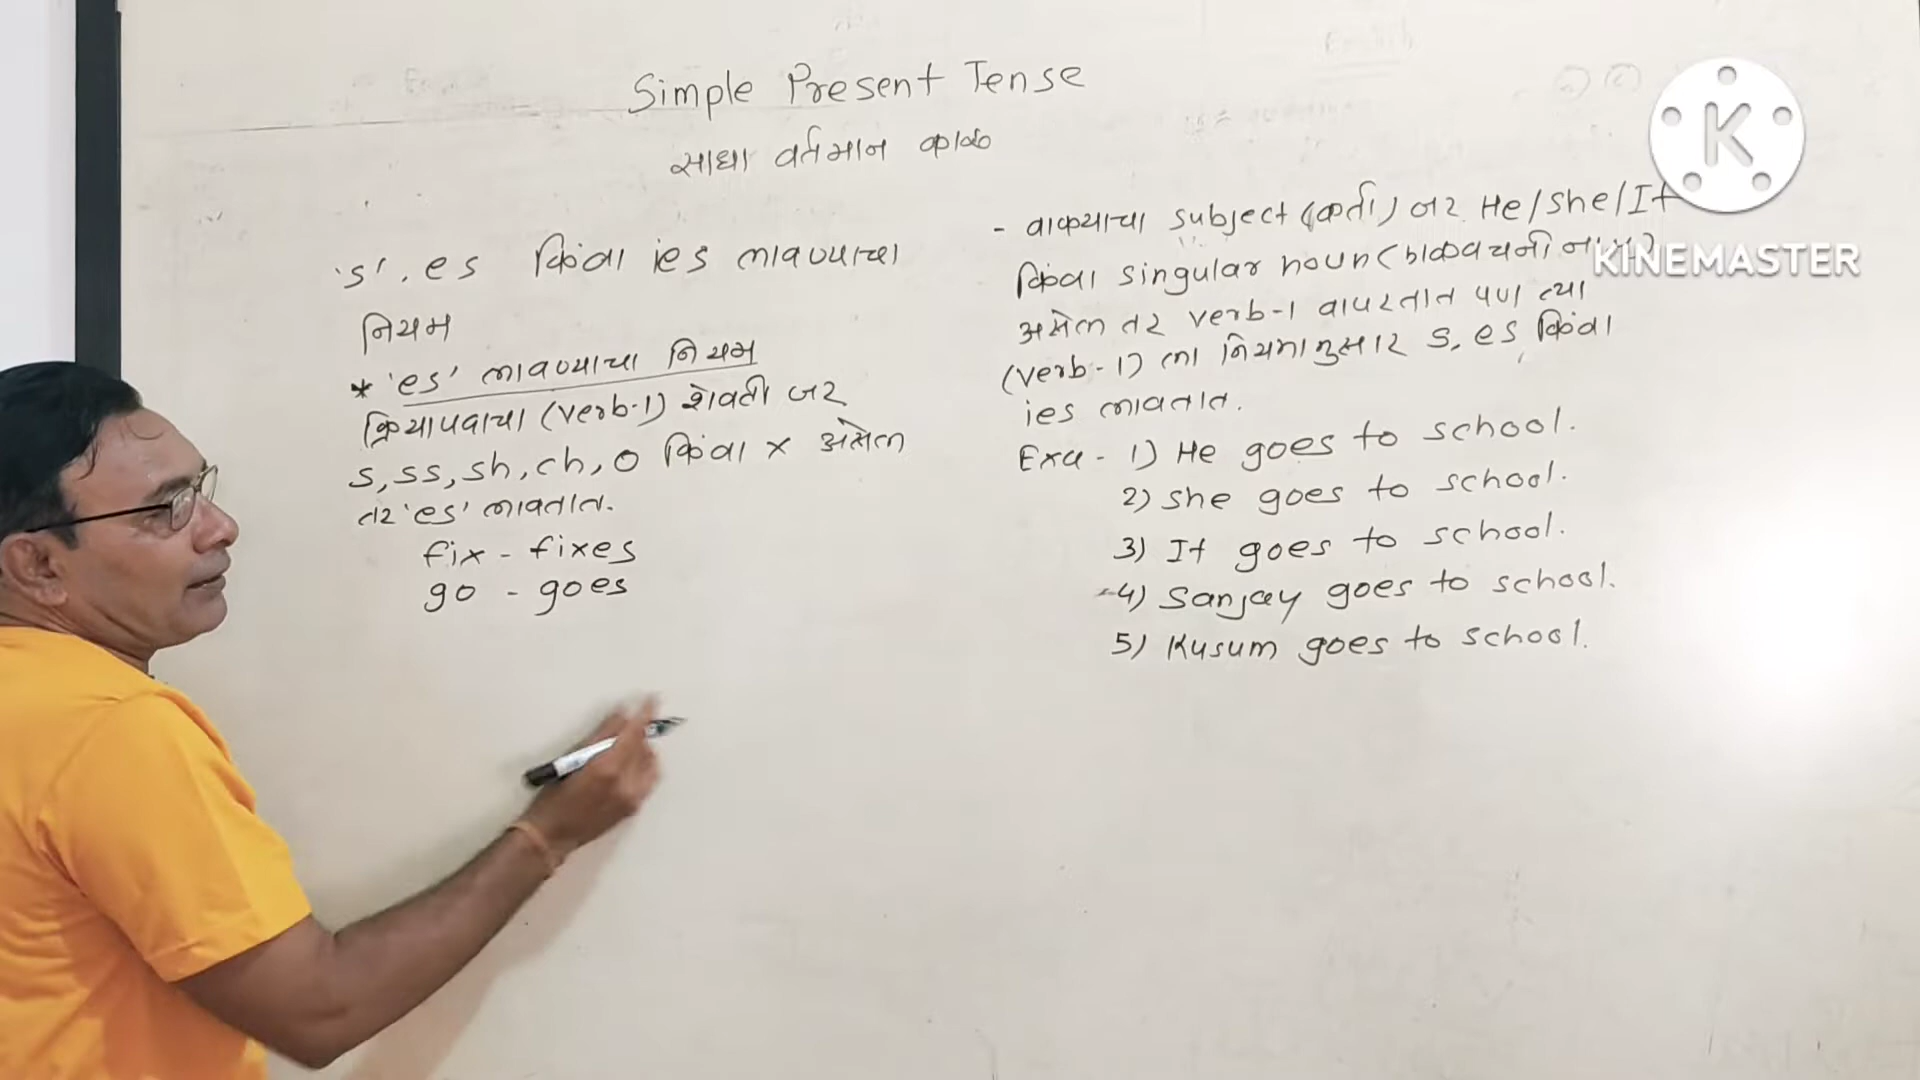 Simple Present Tense
साधा वर्तमान काळ
's', es किंवा ies लावण्याचा
नियम
* 'es' लावण्याचा नियम
क्रियापदाचा (verb-1) शेवटी जर
s, ss, sh, ch, o किंवा x असेल
तर 'es' लावतात.
fix - fixes
go - goes
- वाक्याचा subject (कर्ता) जर He/She/It
किंवा singular noun (एकवचनी
असेल तर verb-1 वापरतात पण त्या
(verb-1) ला नियमानुसार s, es किंवा
ies लावतात.
Exa - 1) He goes to school.
2) She goes to school.
3) It goes to school.
4) Sanjay goes to school.
5) Kusum goes to school.
K
KINEMASTER